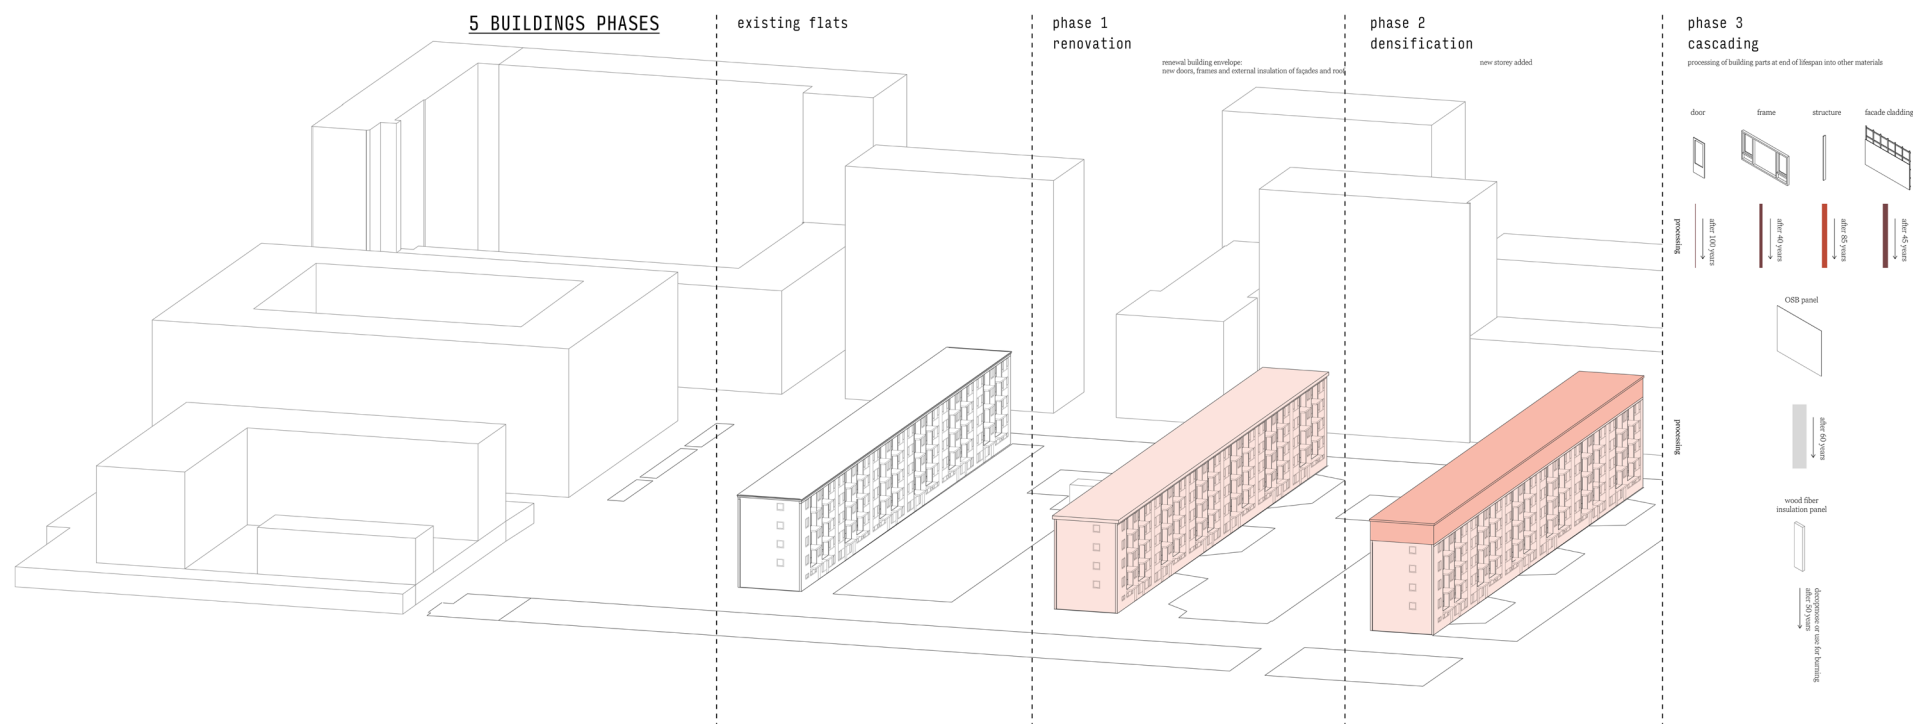 5 BUILDINGS PHASES
existing flats
phase 1
renovation
renewal building envelope:
new doors, frames and external insulation of façades and roof
phase 2
densification
new storey added
phase 3
cascading
processing of building parts at end of lifespan into other materials
door
frame
structure
facade cladding
processing
after 100 years
after 40 years
after 85 years
after 45 years
OSB panel
processing
after 60 years
wood fiber
insulation panel
decopmose or use for burning
after 50 years